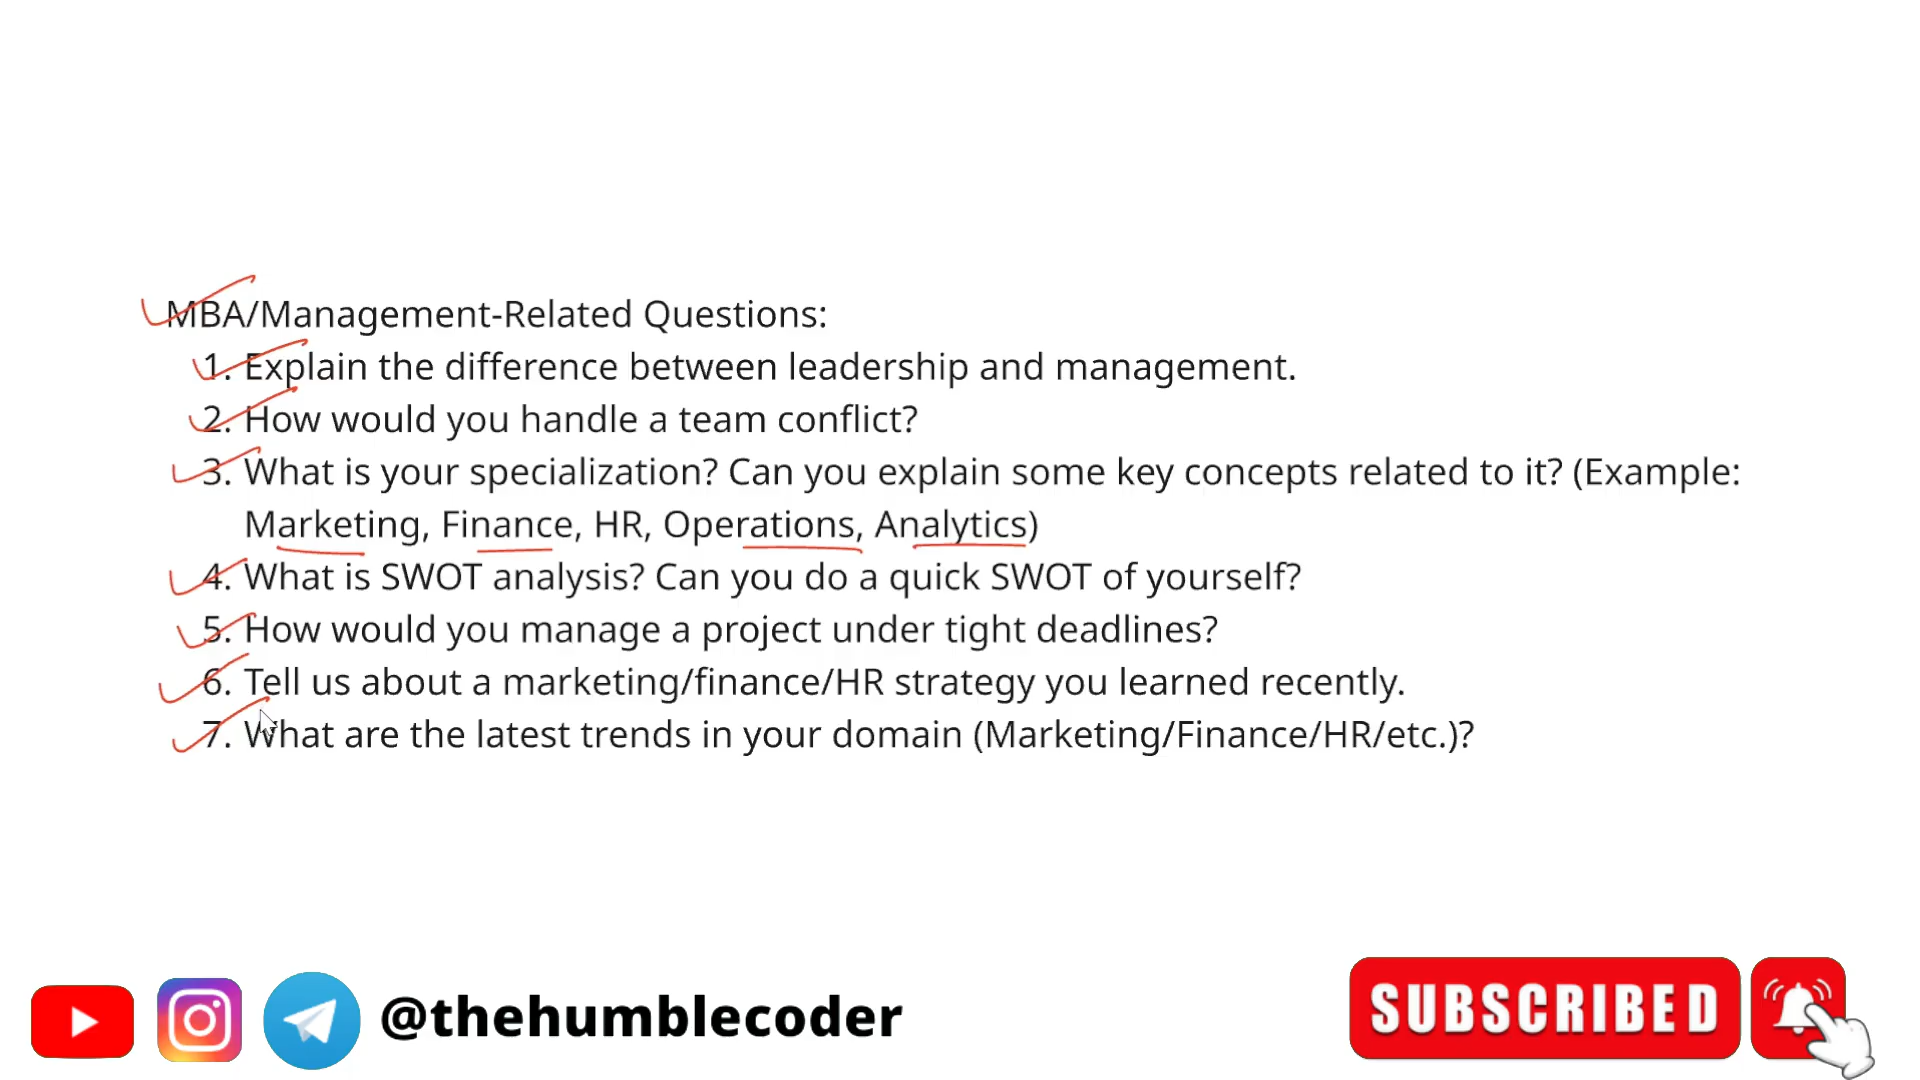 MBA/Management-Related Questions:
1. Explain the difference between leadership and management.
2. How would you handle a team conflict?
3. What is your specialization? Can you explain some key concepts related to it? (Example:
Marketing, Finance, HR, Operations, Analytics)
4. What is SWOT analysis? Can you do a quick SWOT of yourself?
5. How would you manage a project under tight deadlines?
6. Tell us about a marketing/finance/HR strategy you learned recently.
7. What are the latest trends in your domain (Marketing/Finance/HR/etc.)?
@thehumblecoder
SUBSCRIBED